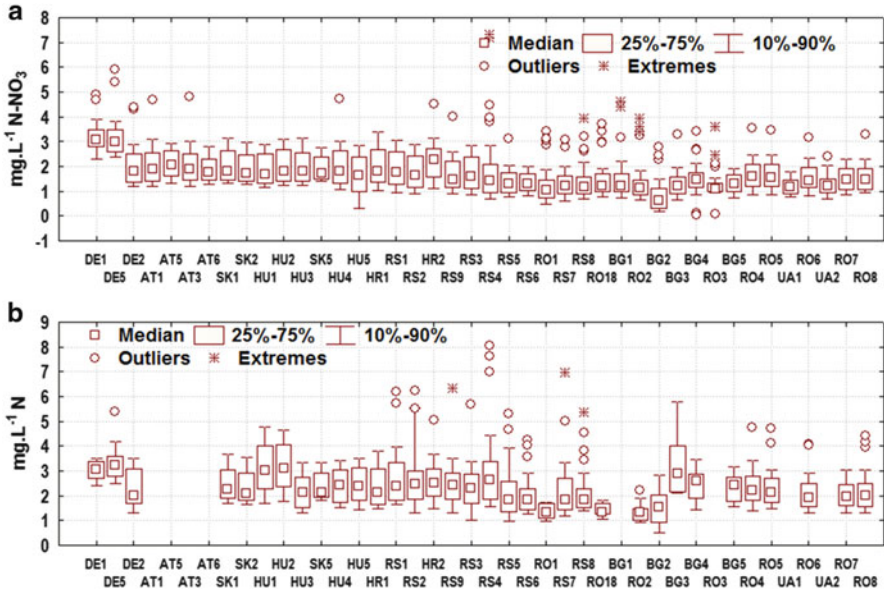 a
8
7
6
5
4
3
2
1
0
-1
mg.L-1 N-NO3
Median 25%-75% 10%-90%
Outliers Extremes
DE1 DE2 AT5 AT6 SK2 HU2 SK5 HU5 RS1 HR2 RS3 RS5 RO1 RS8 BG1 BG2 BG4 BG5 RO5 RO6 RO7
DE5 AT1 AT3 SK1 HU1 HU3 HU4 HR1 RS2 RS9 RS4 RS6 RS7 RO18 RO2 BG3 RO3 RO4 UA1 UA2 RO8
b
9
8
7
6
5
4
3
2
1
0
mg.L-1 N
Median 25%-75% 10%-90%
Outliers Extremes
DE1 DE2 AT5 AT6 SK2 HU2 SK5 HU5 RS1 HR2 RS3 RS5 RO1 RS8 BG1 BG2 BG4 BG5 RO5 RO6 RO7
DE5 AT1 AT3 SK1 HU1 HU3 HU4 HR1 RS2 RS9 RS4 RS6 RS7 RO18 RO2 BG3 RO3 RO4 UA1 UA2 RO8